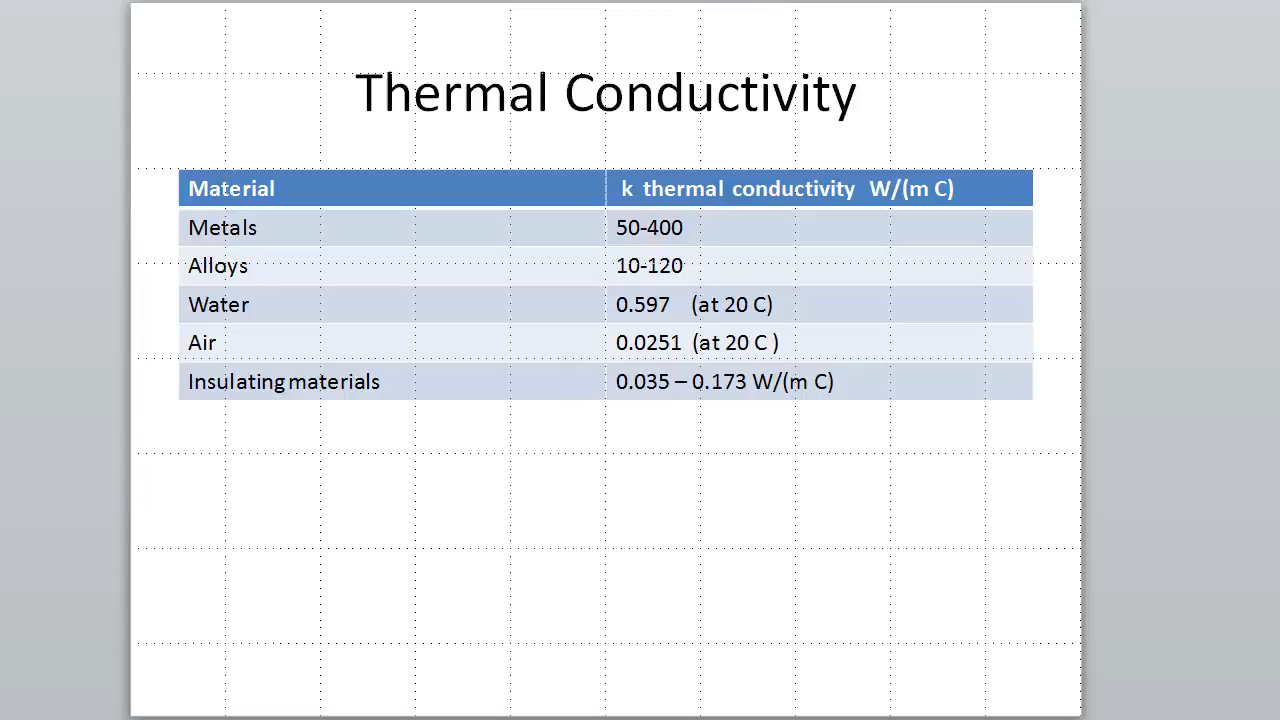 Thermal Conductivity
Material k thermal conductivity W/(m C)
Metals 50-400
Alloys 10-120
Water 0.597 (at 20 C)
Air 0.0251 (at 20 C )
Insulating materials 0.035 – 0.173 W/(m C)